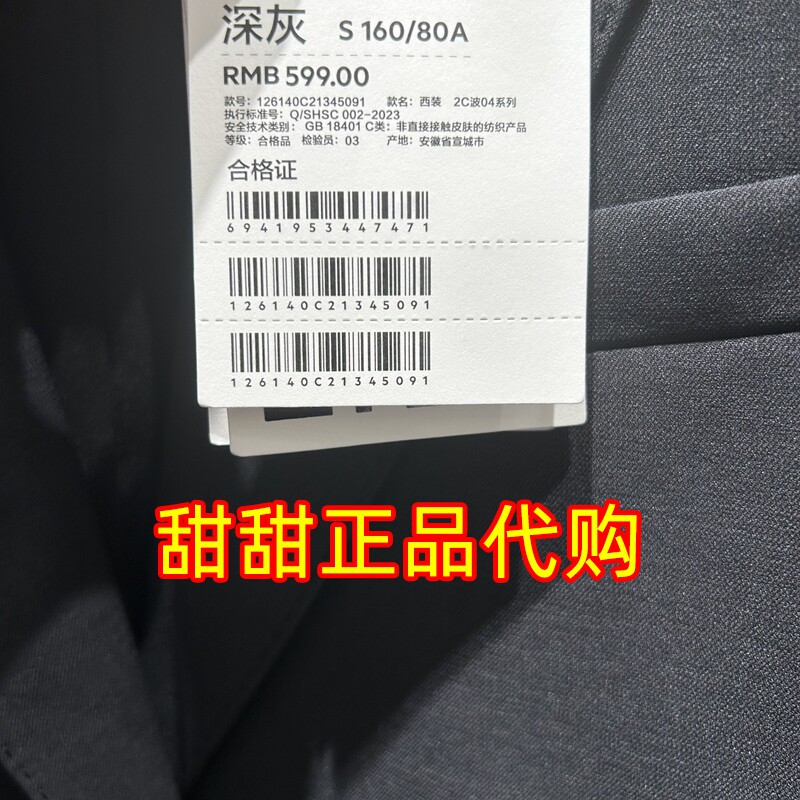 深灰 S 160/80A
RMB 599.00
款号：126140C21345091 款名：西装 2C波04系列
执行标准号：Q/SHSC 002-2023
安全技术类别： GB 18401 C类：非直接接触皮肤的纺织产品
等级：合格品 检验员：03 产地：安徽省宣城市
合格证
6941953447471
126140C21345091
126140C21345091
甜甜正品代购